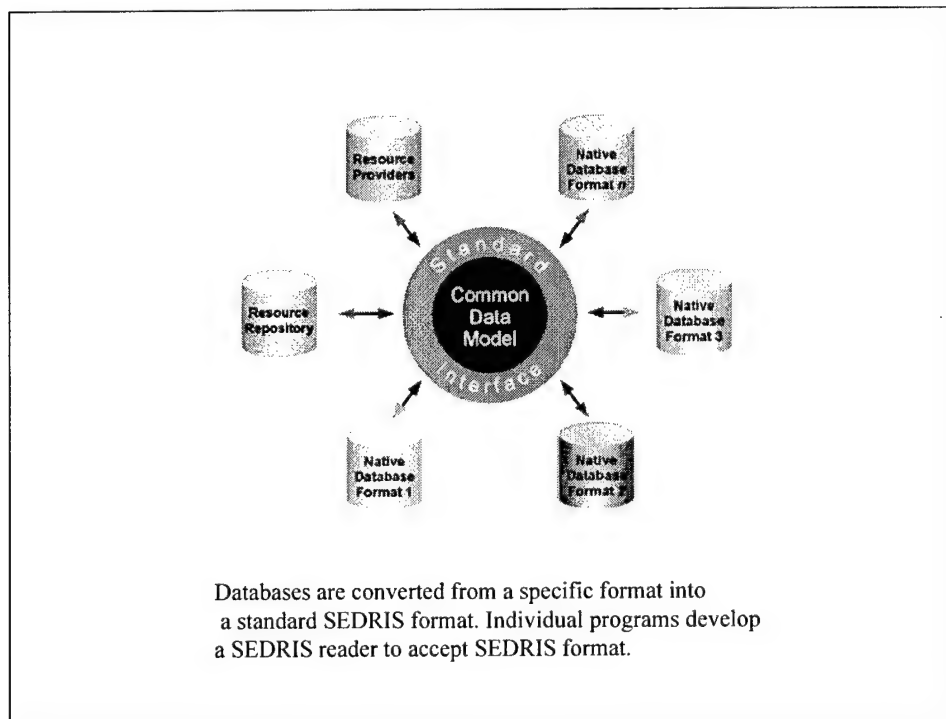 Resource
Providers
Native
Database
Format n
Standard
Common
Data
Model
Interface
Resource
Repository
Native
Database
Format 3
Native
Database
Format 1
Native
Database
Format 2
Databases are converted from a specific format into
a standard SEDRIS format. Individual programs develop
a SEDRIS reader to accept SEDRIS format.